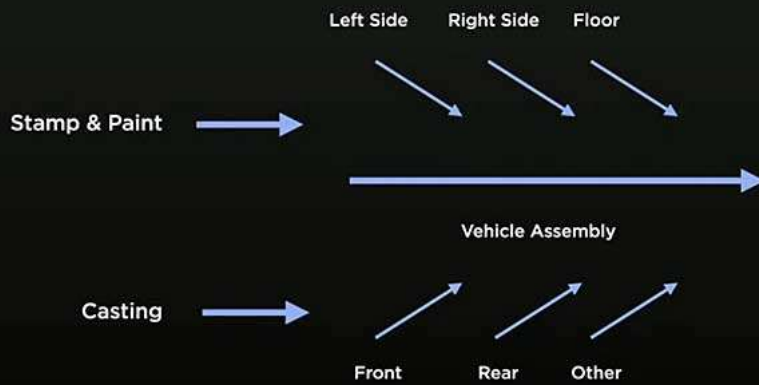 Left Side Right Side Floor
Stamp & Paint
Vehicle Assembly
Casting
Front Rear Other